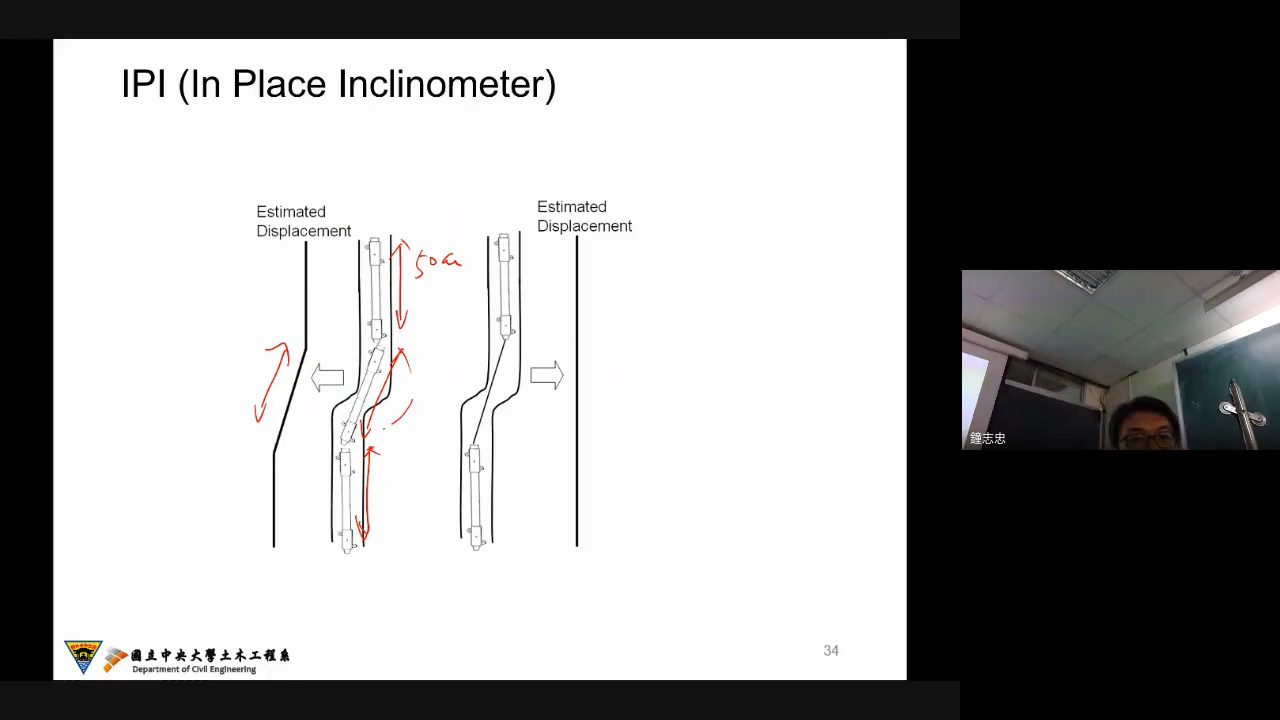 IPI (In Place Inclinometer)
Estimated
Displacement
Estimated
Displacement
國立中央大學土木工程系
Department of Civil Engineering
34
鐘志忠